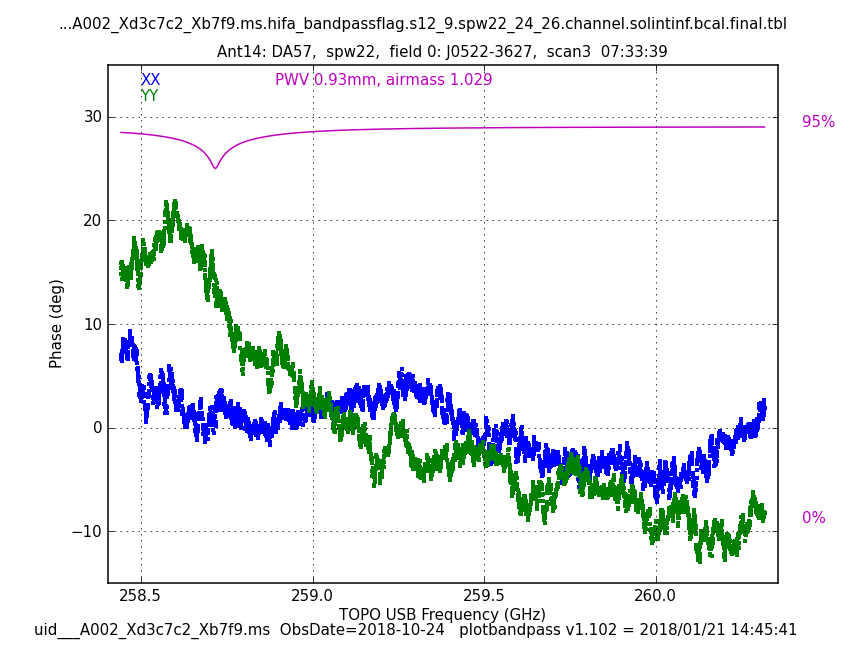 ...A002_Xd3c7c2_Xb7f9.ms.hifa_bandpassflag.s12_9.spw22_24_26.channel.solintinf.bcal.final.tbl
Ant14: DA57,  spw22,  field 0: J0522-3627,  scan3  07:33:39
XX
PWV 0.93mm, airmass 1.029
YY
30
95%
20
10
0
−10
0%
Phase (deg)
258.5
259.0
259.5
260.0
TOPO USB Frequency (GHz)
uid___A002_Xd3c7c2_Xb7f9.ms  ObsDate=2018-10-24   plotbandpass v1.102 = 2018/01/21 14:45:41